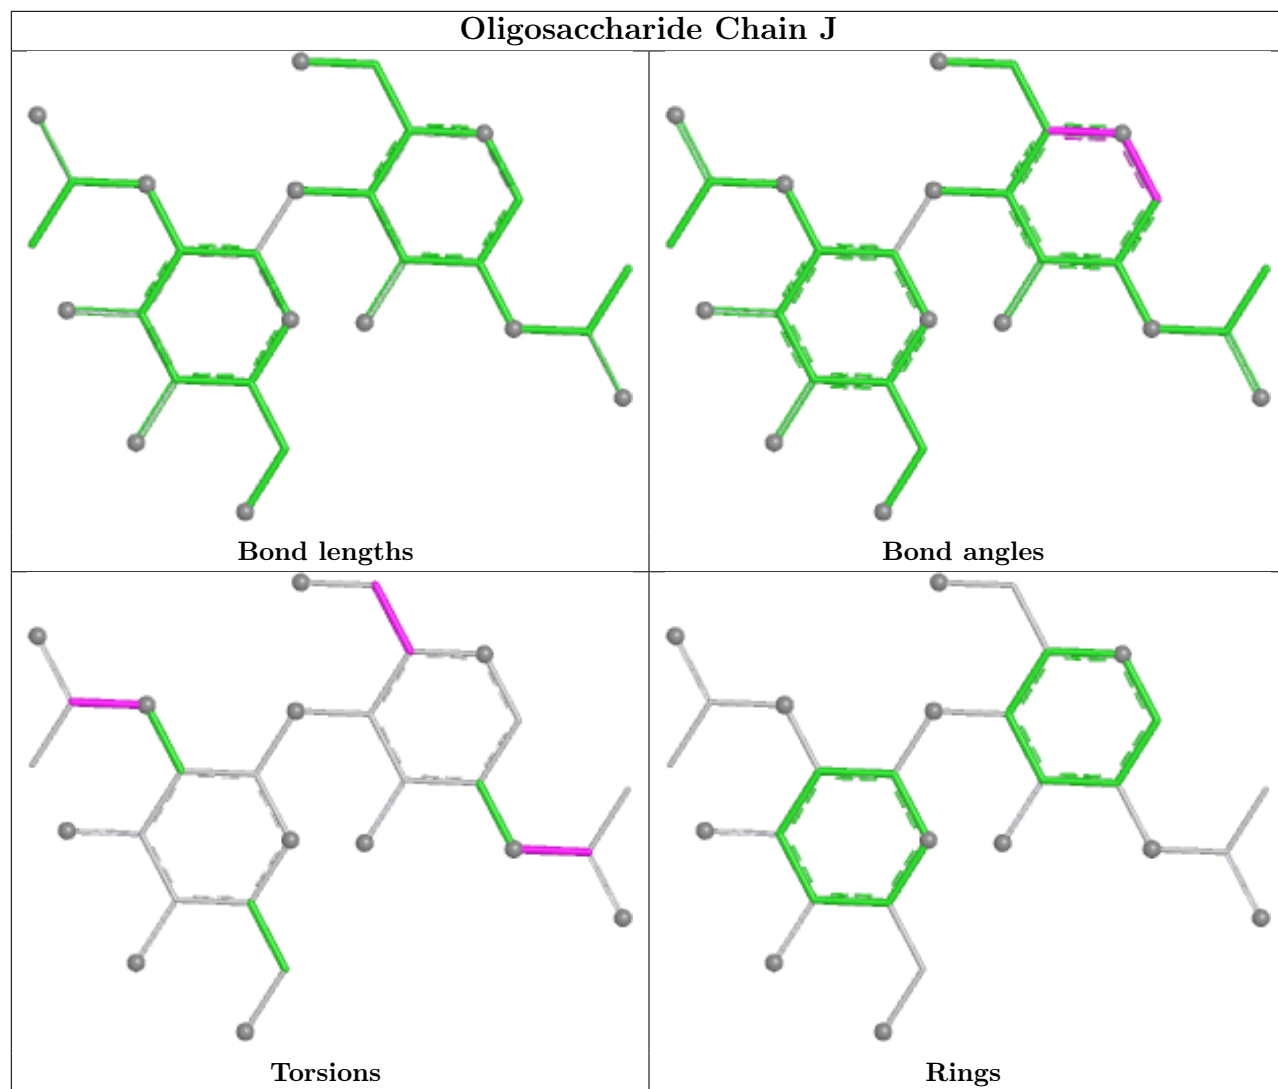 Oligosaccharide Chain J
Bond lengths
Bond angles
Torsions
Rings